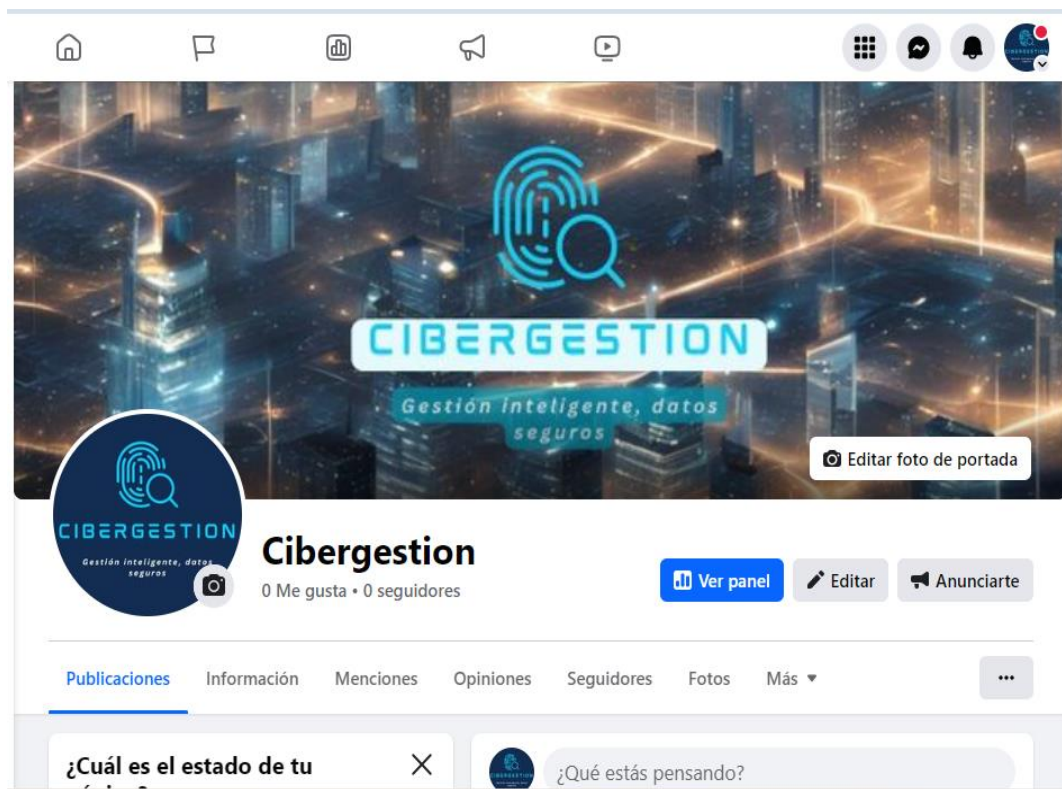 CIBERGESTION
Gestión inteligente, datos
seguros
Editar foto de portada
CIBERGESTION
Gestión inteligente, datos
seguros
Cibergestion
0 Me gusta • 0 seguidores
Ver panel
Editar
Anunciarte
Publicaciones
Información
Menciones
Opiniones
Seguidores
Fotos
Más
¿Cuál es el estado de tu
¿Qué estás pensando?